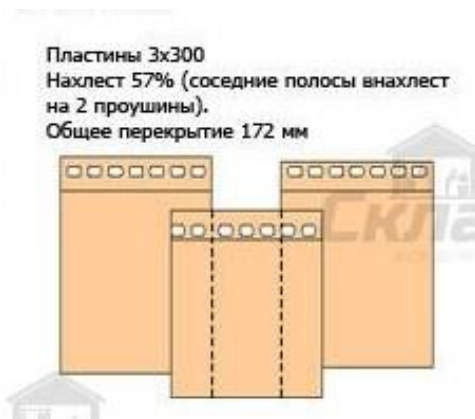 Пластины 3х300
Нахлест 57% (соседние полосы внахлест
на 2 проушины).
Общее перекрытие 172 мм